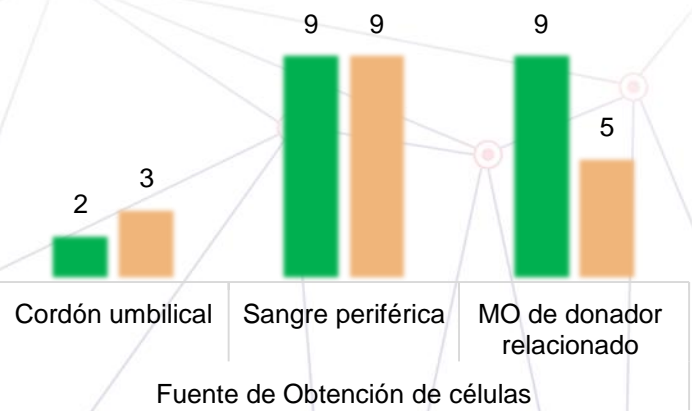 9 9 9
5
3
2
Cordón umbilical Sangre periférica MO de donador
relacionado
Fuente de Obtención de células